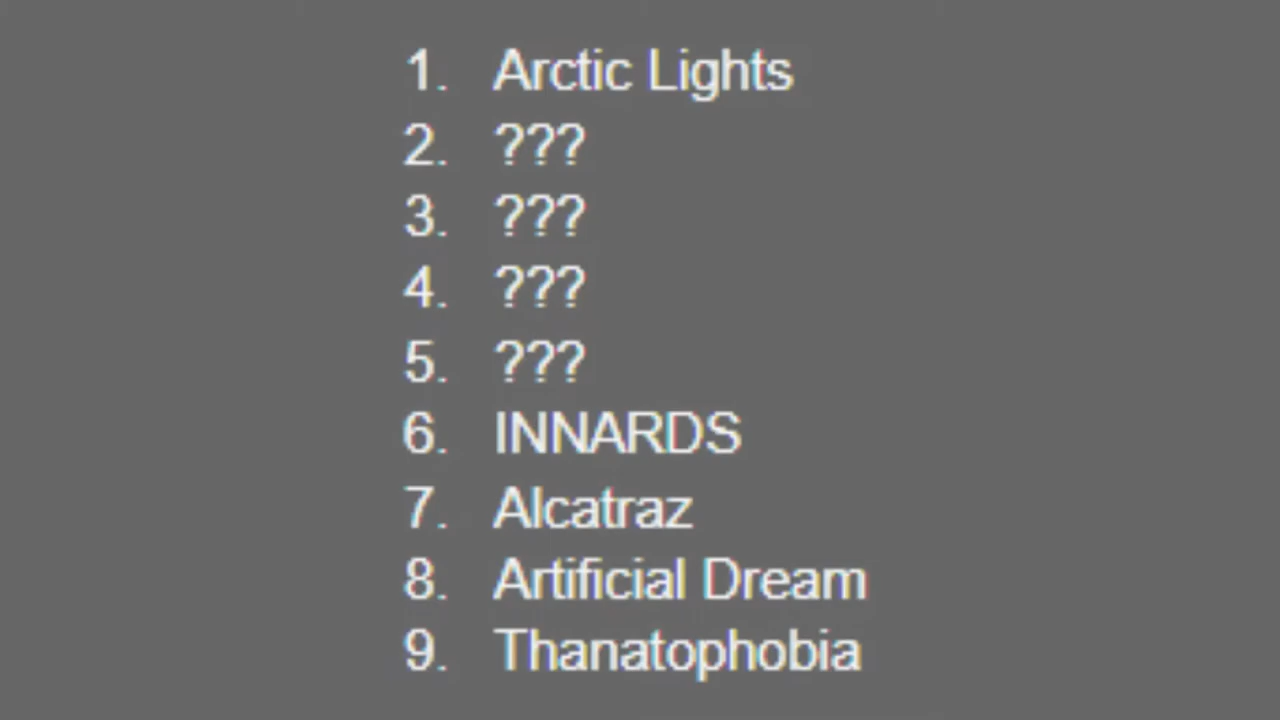 1. Arctic Lights
2. ???
3. ???
4. ???
5. ???
6. INNARDS
7. Alcatraz
8. Artificial Dream
9. Thanatophobia